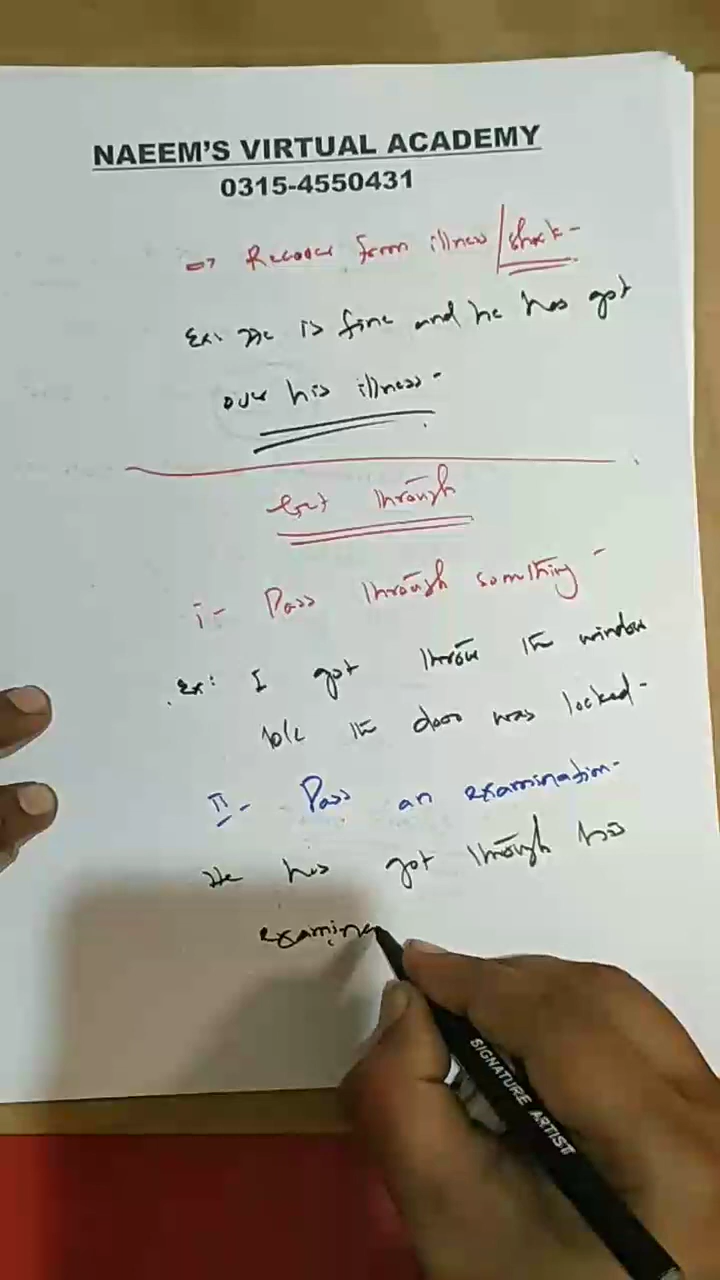 NAEEM'S VIRTUAL ACADEMY
0315-4550431
=> Recover from illness/shock-
Ex: He is fine and he has got
over his illness-
Get through
i- Pass through something-
Ex: I got throu the window
b/c the door was locked-
II- Pass an examination-
He has got through his
examina
SIGNATURE ARTIST